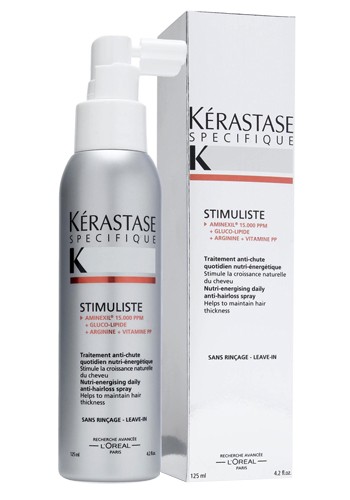 KÉRASTASE
SPECIFIQUE
K
STIMULISTE
AMINEXIL® 15.000 PPM
+ GLUCO-LIPIDE
+ ARGININE + VITAMINE PP
Traitement anti-chute
quotidien nutri-énergétique
Stimule la croissance naturelle
du cheveu
Nutri-energising daily
anti-hairloss spray
Helps to maintain hair
thickness
SANS RINÇAGE - LEAVE-IN
RECHERCHE AVANCÉE
L'ORÉAL
PARIS
125 ml
4.2 fl.oz
KÉRASTASE
SPECIFIQUE
K
STIMULISTE
AMINEXIL® 15.000 PPM
+ GLUCO-LIPIDE
+ ARGININE + VITAMINE PP
Traitement anti-chute
quotidien nutri-énergétique
Stimule la croissance naturelle
du cheveu
Nutri-energising daily
anti-hairloss spray
Helps to maintain hair
thickness
SANS RINÇAGE - LEAVE-IN
RECHERCHE AVANCÉE
L'ORÉAL
PARIS
125 ml
4.2 fl.oz